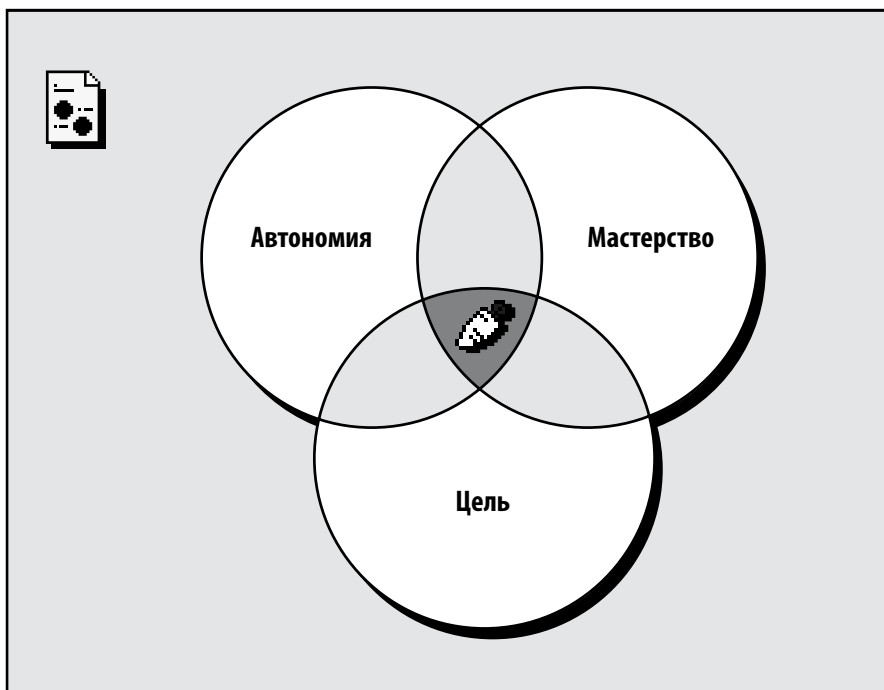 Автономия
Мастерство
Цель